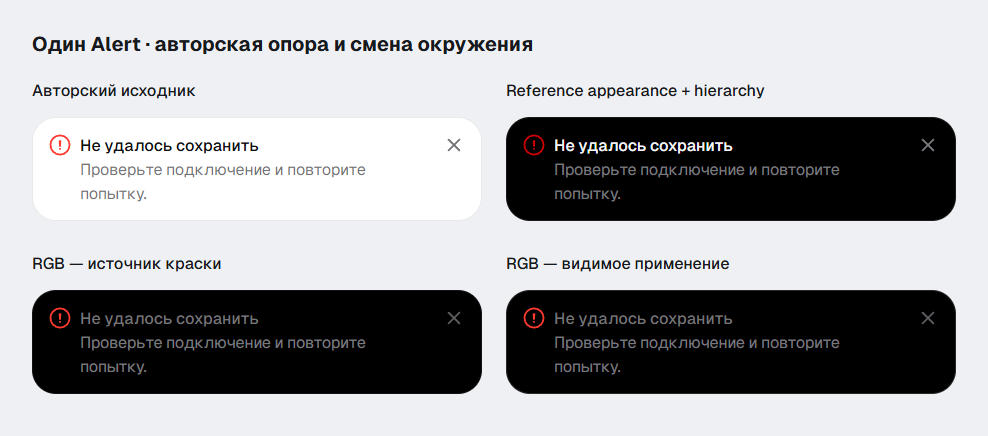 Один Alert · авторская опора и смена окружения
Авторский исходник
Reference appearance + hierarchy
Не удалось сохранить
Проверьте подключение и повторите
попытку.
Не удалось сохранить
Проверьте подключение и повторите
попытку.
RGB — источник краски
RGB — видимое применение
Не удалось сохранить
Проверьте подключение и повторите
попытку.
Не удалось сохранить
Проверьте подключение и повторите
попытку.